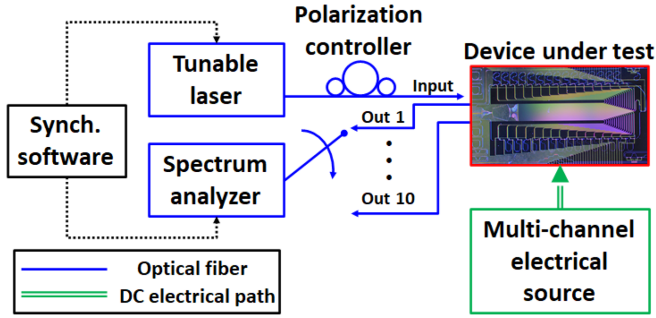 Polarization
controller
Tunable
laser
Input
Device under test
Out 1
Synch.
software
Spectrum
analyzer
Out 10
Multi-channel
electrical
source
Optical fiber
DC electrical path